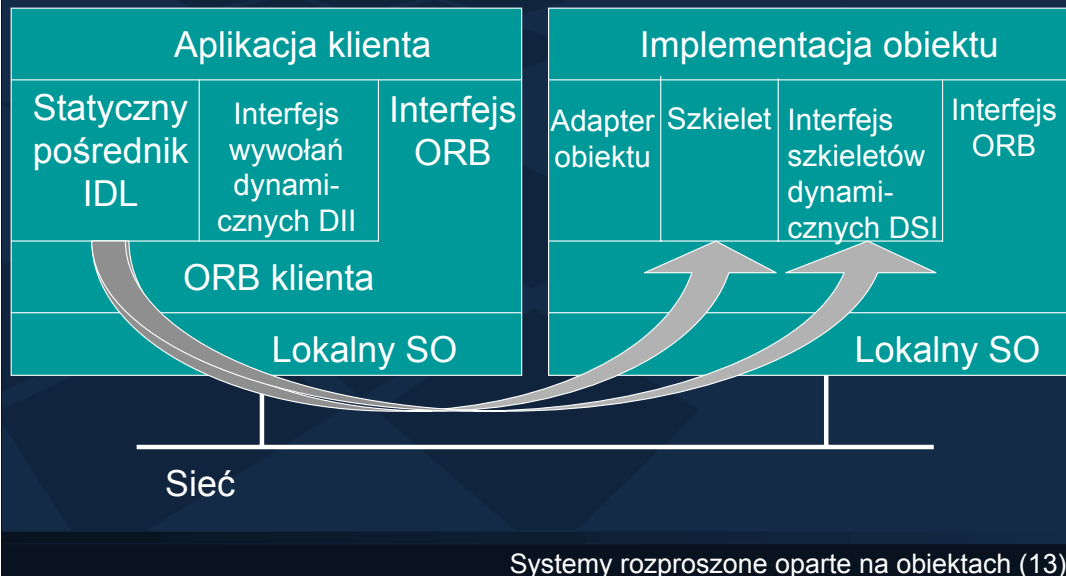 Aplikacja klienta
Statyczny
pośrednik
IDL
Interfejs
wywołań
dynami-
cznych DII
Interfejs
ORB
ORB klienta
Lokalny SO
Implementacja obiektu
Adapter
obiektu
Szkielet
Interfejs
szkieletów
dynami-
cznych DSI
Interfejs
ORB
Lokalny SO
Sieć
Systemy rozproszone oparte na obiektach (13)